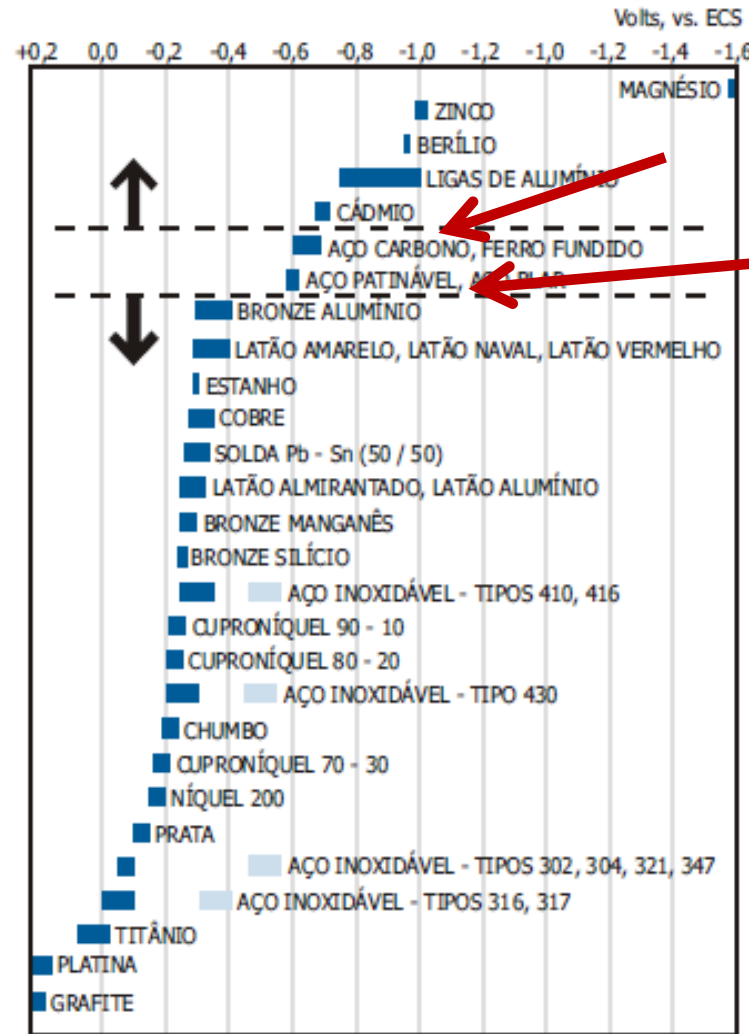 Volts, vs. ECS
+0,2 0,0 -0,2 -0,4 -0,6 -0,8 -1,0 -1,2 -1,0 -1,2 -1,4 -1,6
MAGNÉSIO
ZINCO
BERÍLIO
LIGAS DE ALUMÍNIO
CÁDMIO
AÇO CARBONO, FERRO FUNDIDO
AÇO PATINÁVEL,
BRONZE ALUMÍNIO
LATÃO AMARELO, LATÃO NAVAL, LATÃO VERMELHO
ESTANHO
COBRE
SOLDA Pb - Sn (50 / 50)
LATÃO ALMIRANTADO, LATÃO ALUMÍNIO
BRONZE MANGANÊS
BRONZE SILÍCIO
AÇO INOXIDÁVEL - TIPOS 410, 416
CUPRONÍQUEL 90 - 10
CUPRONÍQUEL 80 - 20
AÇO INOXIDÁVEL - TIPO 430
CHUMBO
CUPRONÍQUEL 70 - 30
NÍQUEL 200
PRATA
AÇO INOXIDÁVEL - TIPOS 302, 304, 321, 347
AÇO INOXIDÁVEL - TIPOS 316, 317
TITÂNIO
PLATINA
GRAFITE